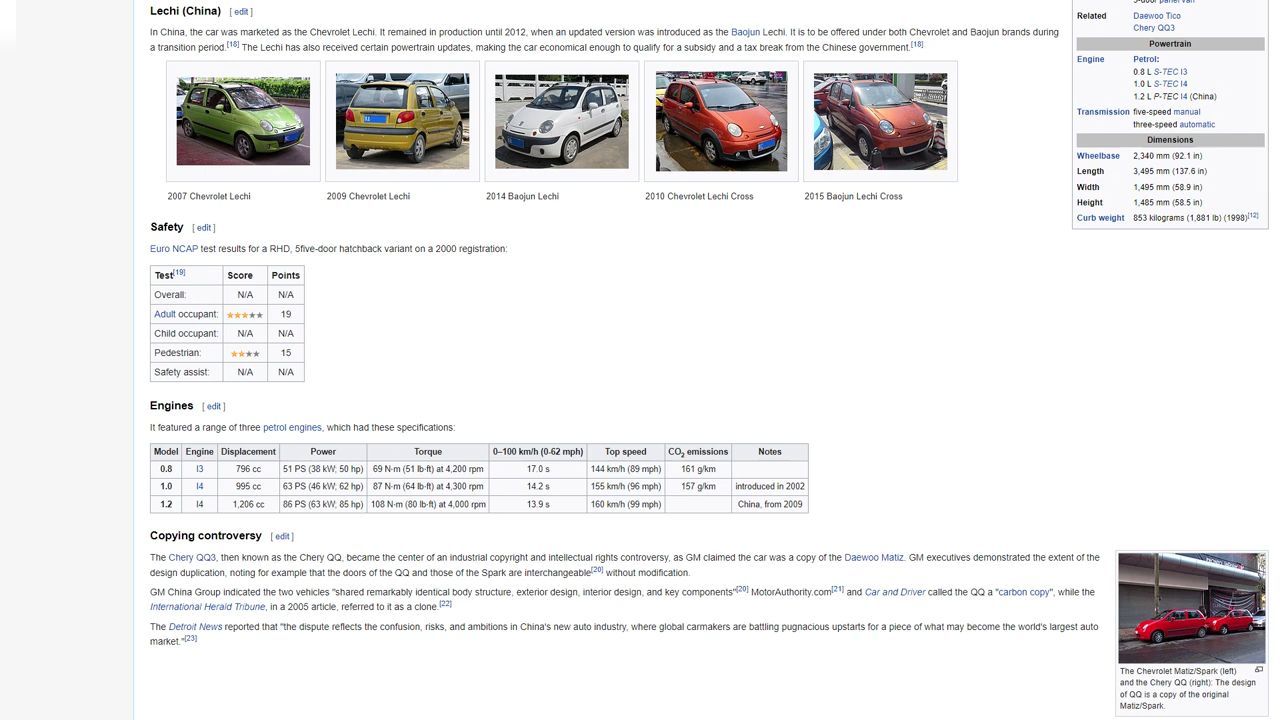 Lechi (China) [ edit ]
In China, the car was marketed as the Chevrolet Lechi. It remained in production until 2012, when an updated version was introduced as the Baojun Lechi. It is to be offered under both Chevrolet and Baojun brands during
a transition period.[18] The Lechi has also received certain powertrain updates, making the car economical enough to qualify for a subsidy and a tax break from the Chinese government.[18]
2007 Chevrolet Lechi
2009 Chevrolet Lechi
2014 Baojun Lechi
2010 Chevrolet Lechi Cross
2015 Baojun Lechi Cross
Safety [ edit ]
Euro NCAP test results for a RHD, 5five-door hatchback variant on a 2000 registration:
Test[19] Score Points
Overall: N/A N/A
Adult occupant: 19
Child occupant: N/A N/A
Pedestrian: 15
Safety assist: N/A N/A
Engines [ edit ]
It featured a range of three petrol engines, which had these specifications:
Model Engine Displacement Power Torque 0–100 km/h (0-62 mph) Top speed CO2 emissions Notes
0.8 I3 796 cc 51 PS (38 kW; 50 hp) 69 N·m (51 lb·ft) at 4,200 rpm 17.0 s 144 km/h (89 mph) 161 g/km
1.0 I4 995 cc 63 PS (46 kW; 62 hp) 87 N·m (64 lb·ft) at 4,300 rpm 14.2 s 155 km/h (96 mph) 157 g/km introduced in 2002
1.2 I4 1,206 cc 86 PS (63 kW; 85 hp) 108 N·m (80 lb·ft) at 4,000 rpm 13.9 s 160 km/h (99 mph) China, from 2009
Copying controversy [ edit ]
The Chery QQ3, then known as the Chery QQ, became the center of an industrial copyright and intellectual rights controversy, as GM claimed the car was a copy of the Daewoo Matiz. GM executives demonstrated the extent of the
design duplication, noting for example that the doors of the QQ and those of the Spark are interchangeable[20] without modification.
GM China Group indicated the two vehicles "shared remarkably identical body structure, exterior design, interior design, and key components"[20] MotorAuthority.com[21] and Car and Driver called the QQ a "carbon copy", while the
International Herald Tribune, in a 2005 article, referred to it as a clone.[22]
The Detroit News reported that "the dispute reflects the confusion, risks, and ambitions in China's new auto industry, where global carmakers are battling pugnacious upstarts for a piece of what may become the world's largest auto
market."[23]
5-door panel van
Related Daewoo Tico
Chery QQ3
Powertrain
Engine Petrol:
0.8 L S-TEC I3
1.0 L S-TEC I4
1.2 L P-TEC I4 (China)
Transmission five-speed manual
three-speed automatic
Dimensions
Wheelbase 2,340 mm (92.1 in)
Length 3,495 mm (137.6 in)
Width 1,495 mm (58.9 in)
Height 1,485 mm (58.5 in)
Curb weight 853 kilograms (1,881 lb) (1998)[12]
The Chevrolet Matiz/Spark (left)
and the Chery QQ (right): The design
of QQ is a copy of the original
Matiz/Spark.